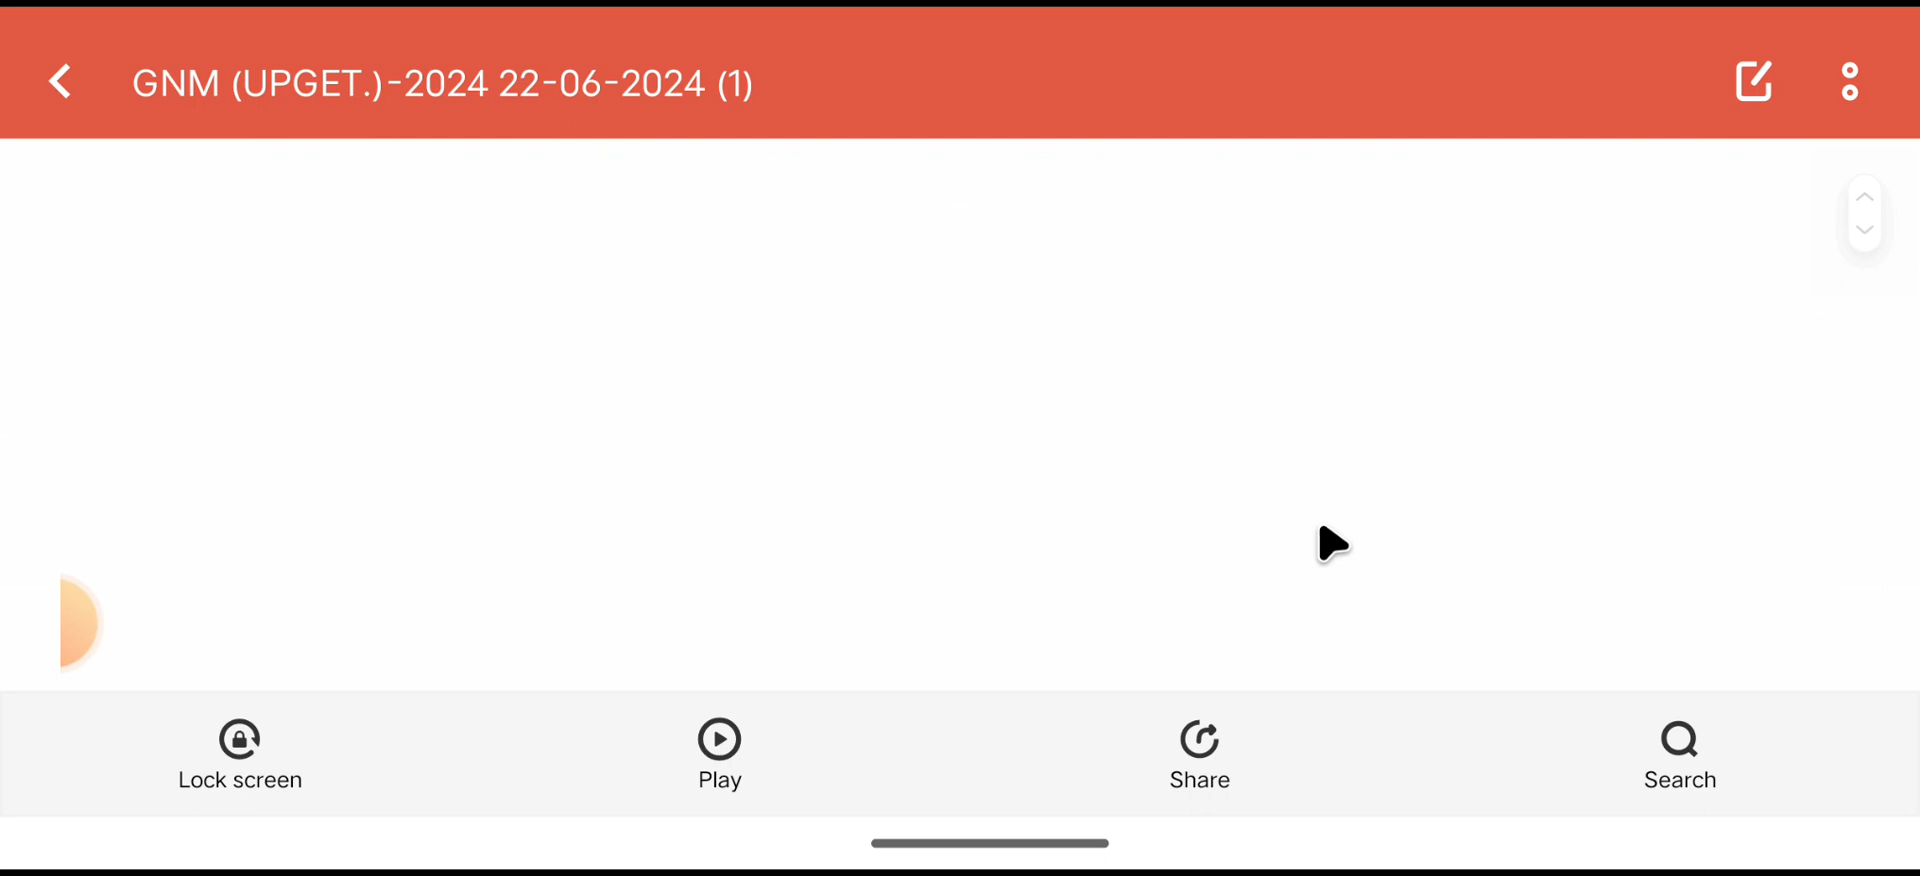 GNM (UPGET.)-2024 22-06-2024 (1)
Lock screen
Play
Share
Search